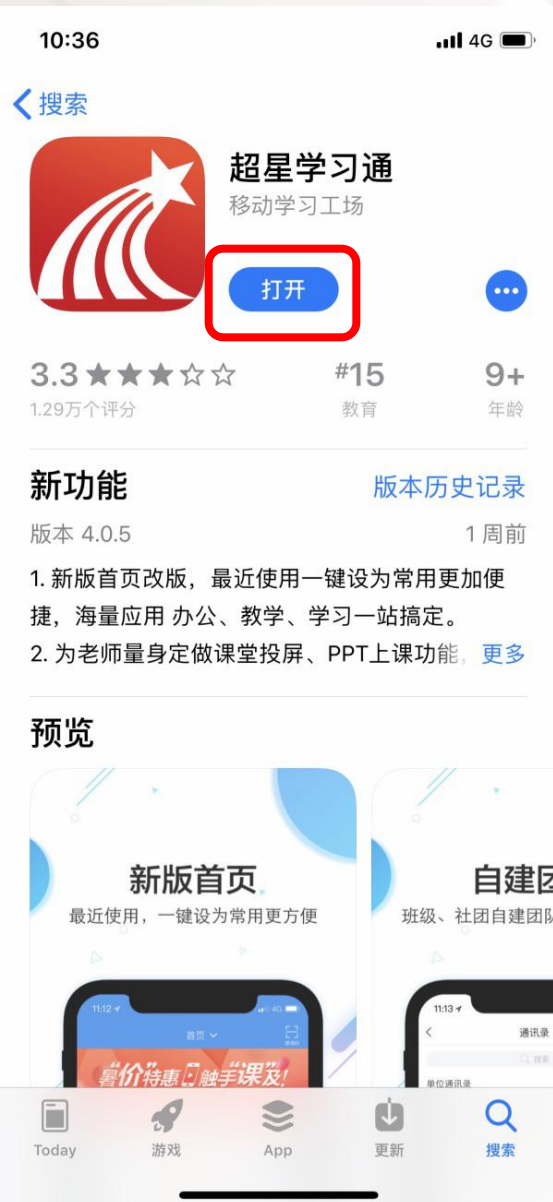 10:36
4G
搜索
超星学习通
移动学习工场
打开
3.3 ★★★☆☆
#15
9+
1.29万个评分
教育
年龄
新功能
版本历史记录
版本 4.0.5
1 周前
1. 新版首页改版，最近使用一键设为常用更加便
捷，海量应用 办公、教学、学习一站搞定。
2. 为老师量身定做课堂投屏、PPT上课功能，
更多
预览
新版首页
最近使用，一键设为常用更方便
11:12
4G
首页
暑价特惠 触手"课及!
自建团
班级、社团自建团队
11:13
通讯录
搜索
单位通讯录
Today
游戏
App
更新
搜索